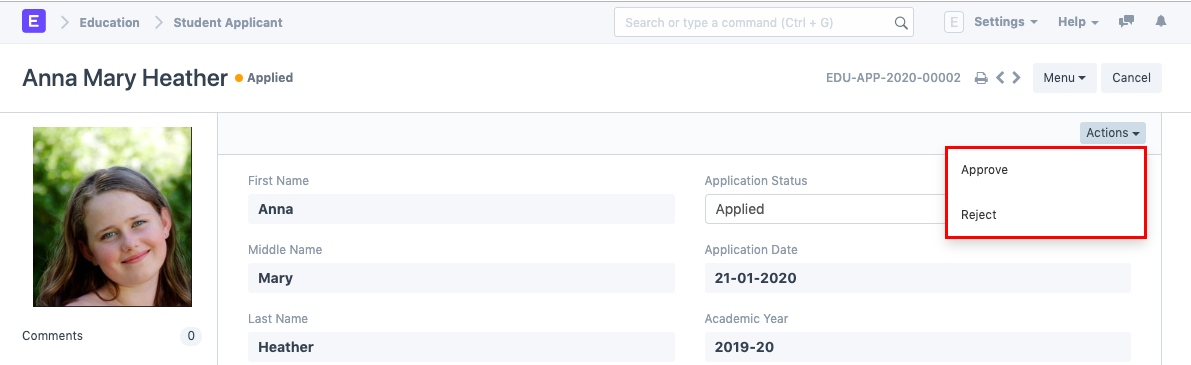 E Education Student Applicant Search or type a command (Ctrl + G) E Settings Help
Anna Mary Heather Applied EDU-APP-2020-00002 Menu Cancel
Actions
Approve
Reject
First Name Application Status
Anna Applied
Middle Name Application Date
Mary 21-01-2020
Last Name Academic Year
Heather 2019-20
Comments 0